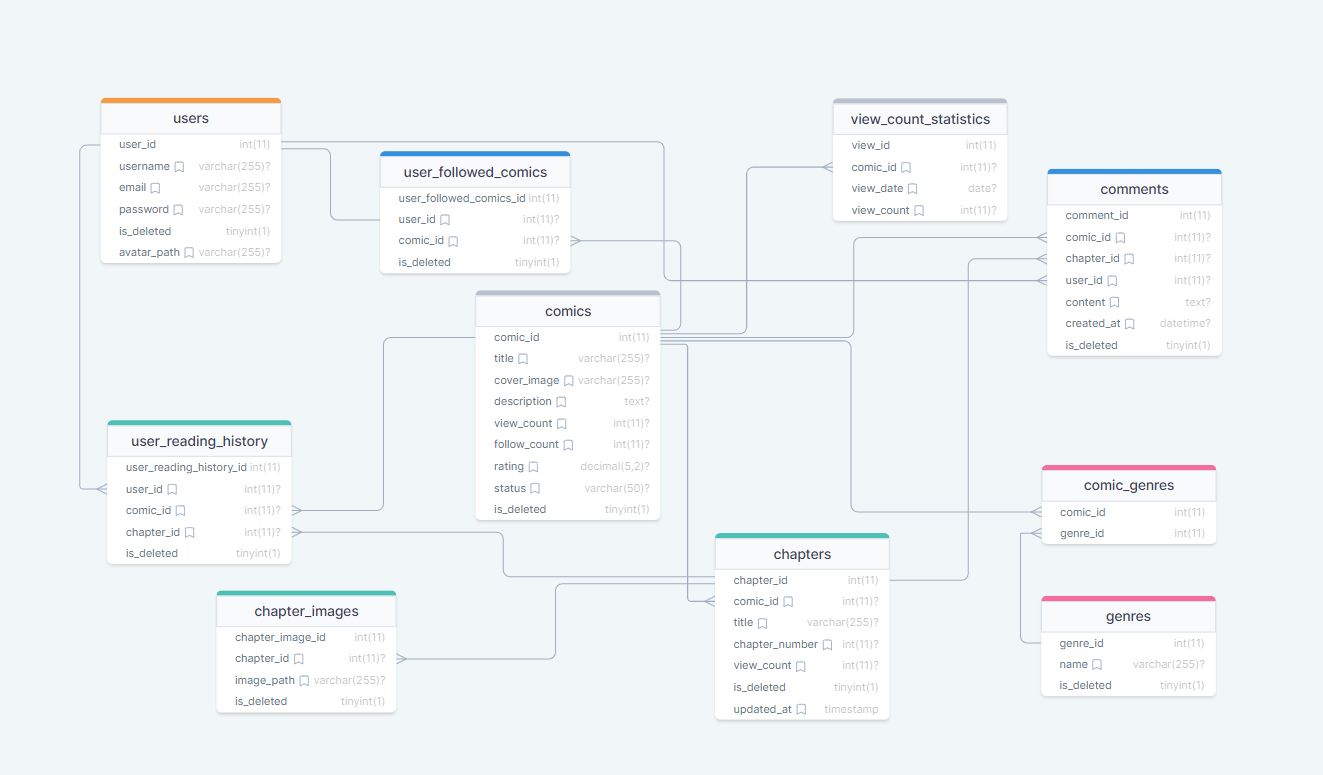 users
user_id int(11)
username varchar(255)?
email varchar(255)?
password varchar(255)?
is_deleted tinyint(1)
avatar_path varchar(255)?
user_followed_comics
user_followed_comics_id int(11)
user_id int(11)?
comic_id int(11)?
is_deleted tinyint(1)
view_count_statistics
view_id int(11)
comic_id int(11)?
view_date date?
view_count int(11)?
comments
comment_id int(11)
comic_id int(11)?
chapter_id int(11)?
user_id int(11)?
content text?
created_at datetime?
is_deleted tinyint(1)
comics
comic_id int(11)
title varchar(255)?
cover_image varchar(255)?
description text?
view_count int(11)?
follow_count int(11)?
rating decimal(5,2)?
status varchar(50)?
is_deleted tinyint(1)
user_reading_history
user_reading_history_id int(11)
user_id int(11)?
comic_id int(11)?
chapter_id int(11)?
is_deleted tinyint(1)
comic_genres
comic_id int(11)
genre_id int(11)
chapters
chapter_id int(11)
comic_id int(11)?
title varchar(255)?
chapter_number int(11)?
view_count int(11)?
is_deleted tinyint(1)
updated_at timestamp
chapter_images
chapter_image_id int(11)
chapter_id int(11)?
image_path varchar(255)?
is_deleted tinyint(1)
genres
genre_id int(11)
name varchar(255)?
is_deleted tinyint(1)